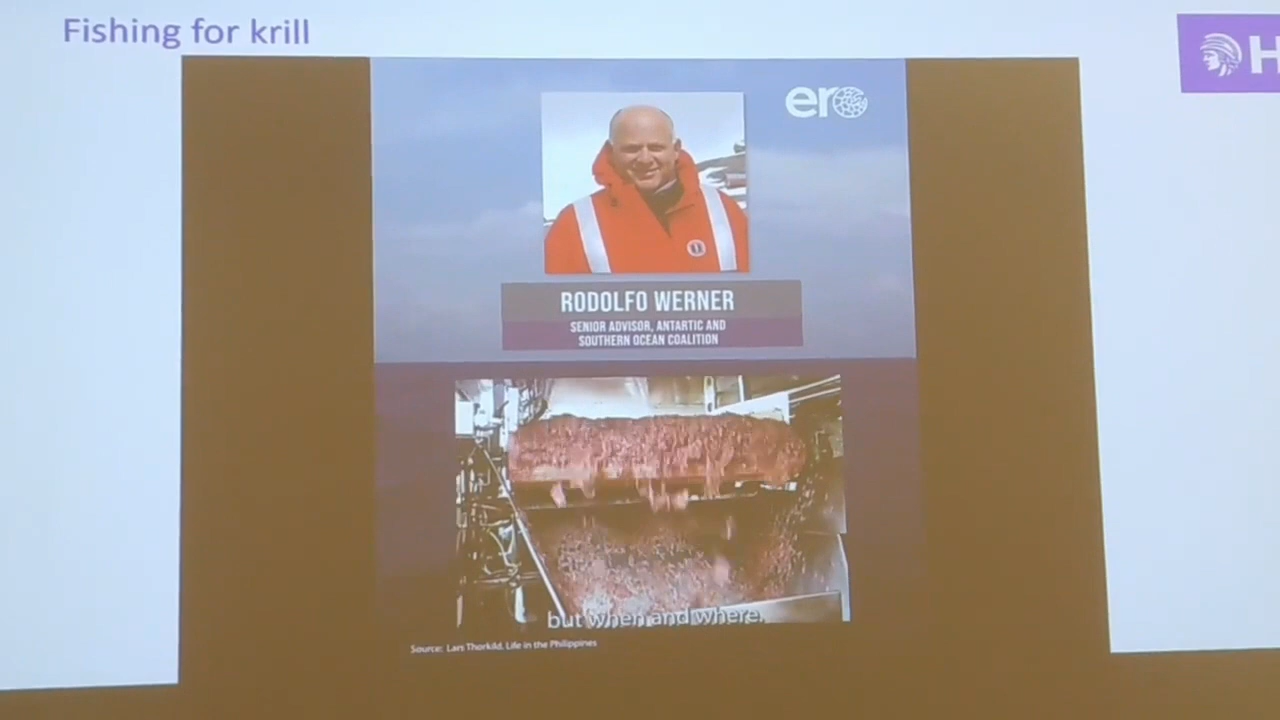 Fishing for krill
H
ero
RODOLFO WERNER
SENIOR ADVISOR, ANTARTIC AND
SOUTHERN OCEAN COALITION
but when and where.
Source: Lars Thorkild, Life in the Philippines